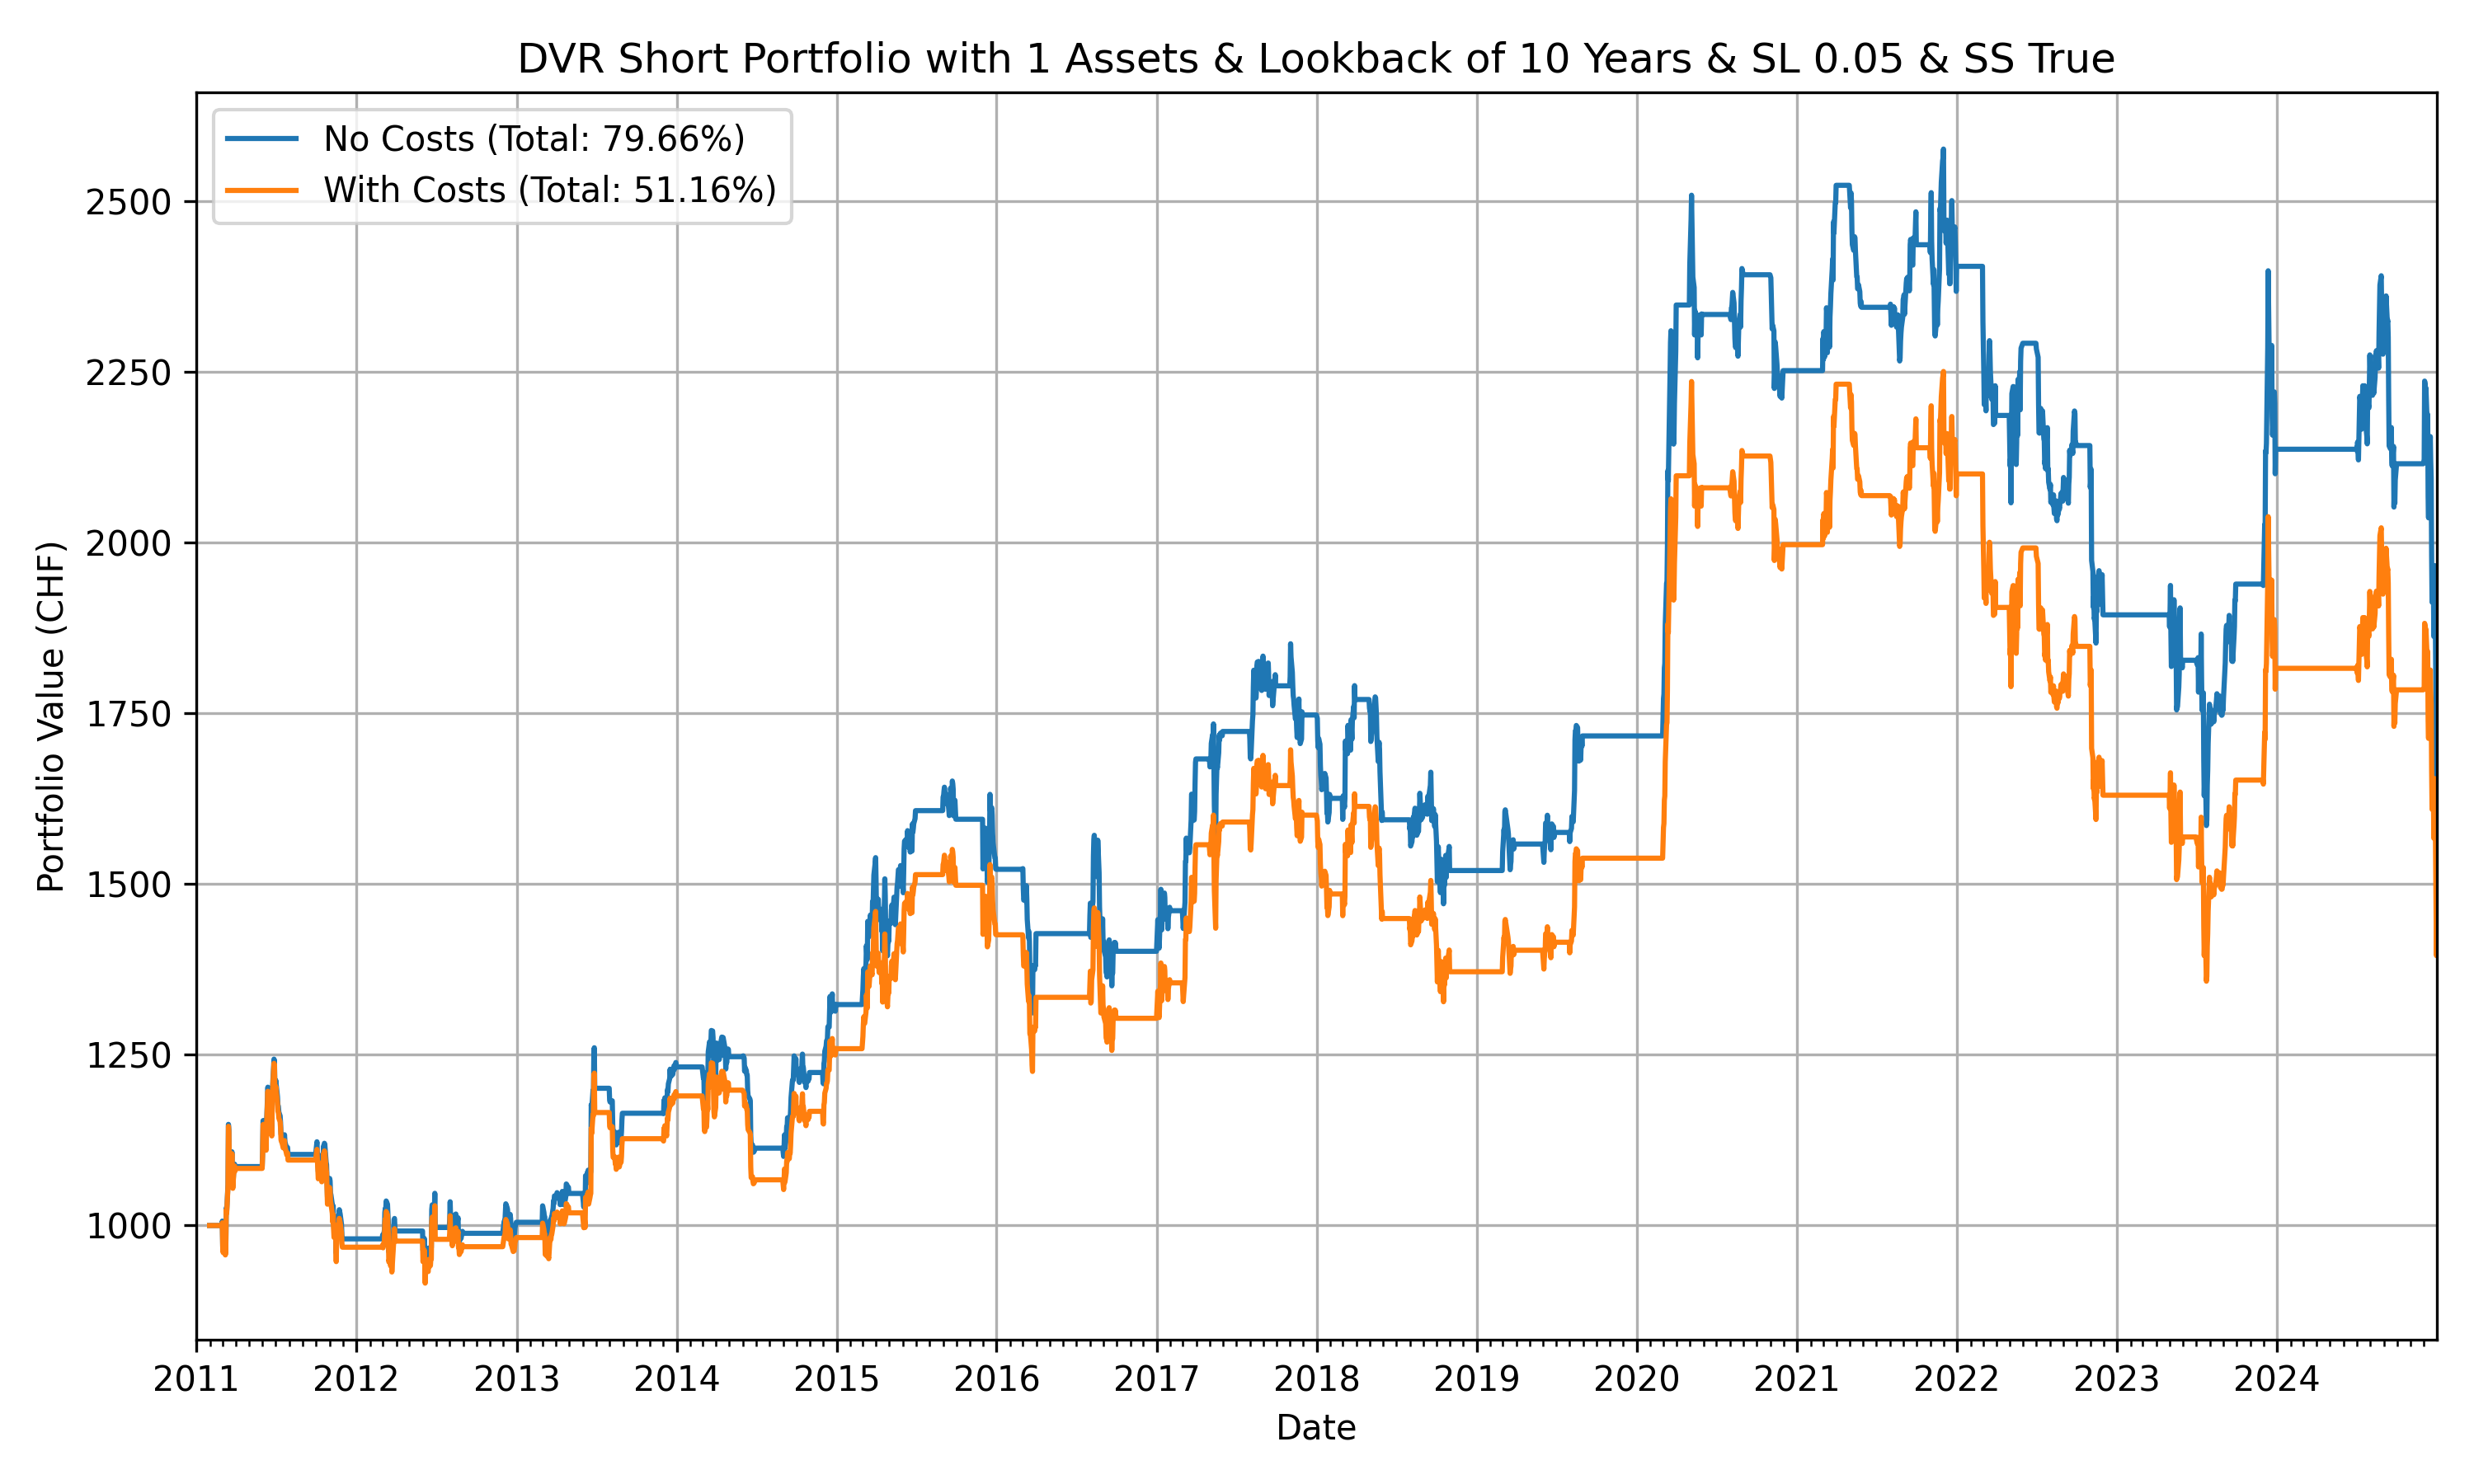 DVR Short Portfolio with 1 Assets & Lookback of 10 Years & SL 0.05 & SS True
No Costs (Total: 79.66%)
With Costs (Total: 51.16%)
2500
2250
2000
1750
1500
1250
1000
Portfolio Value (CHF)
2011 2012 2013 2014 2015 2016 2017 2018 2019 2020 2021 2022 2023 2024
Date